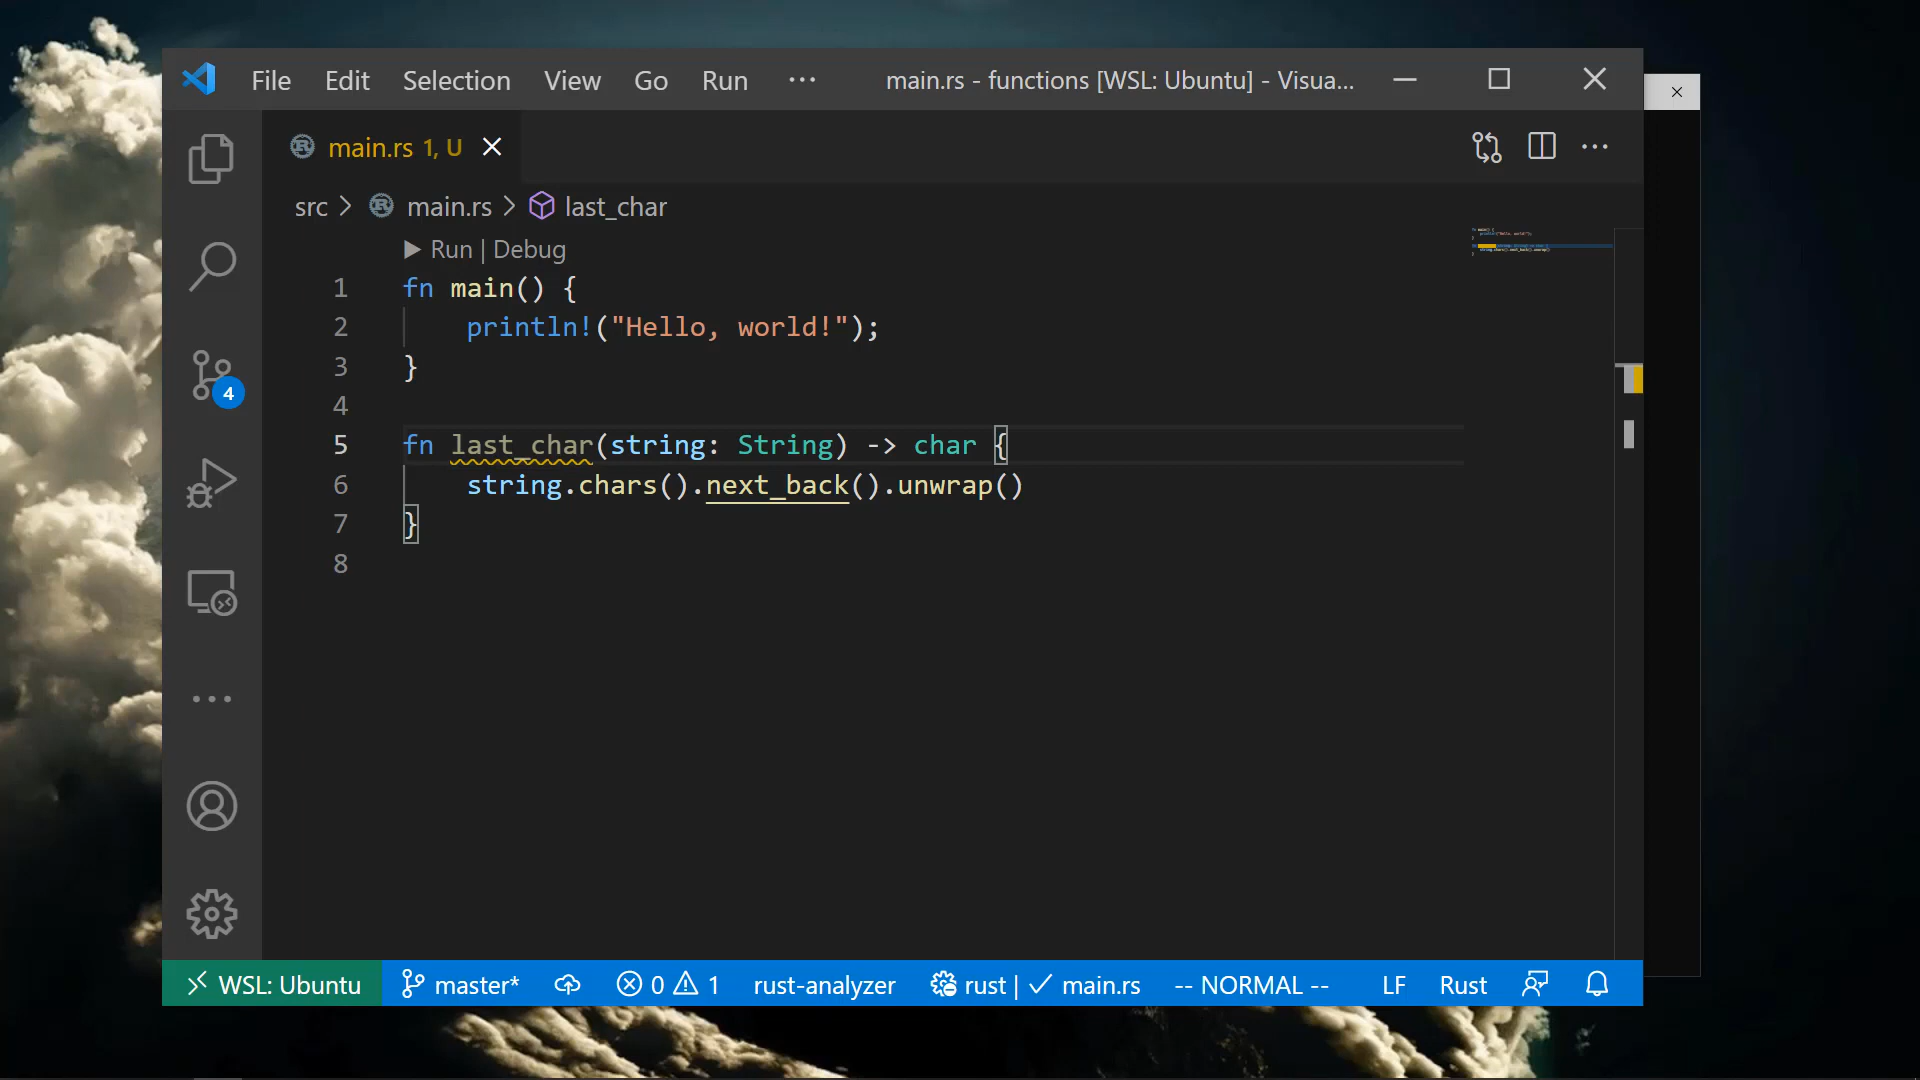 File Edit Selection View Go Run ··· main.rs - functions [WSL: Ubuntu] - Visua...
main.rs 1, U
src > main.rs > last_char
Run | Debug
1 fn main() {
2     println!("Hello, world!");
3 }
4
5 fn last_char(string: String) -> char {
6     string.chars().next_back().unwrap()
7 }
8
4
WSL: Ubuntu master* 0 1 rust-analyzer rust | ✓ main.rs -- NORMAL -- LF Rust